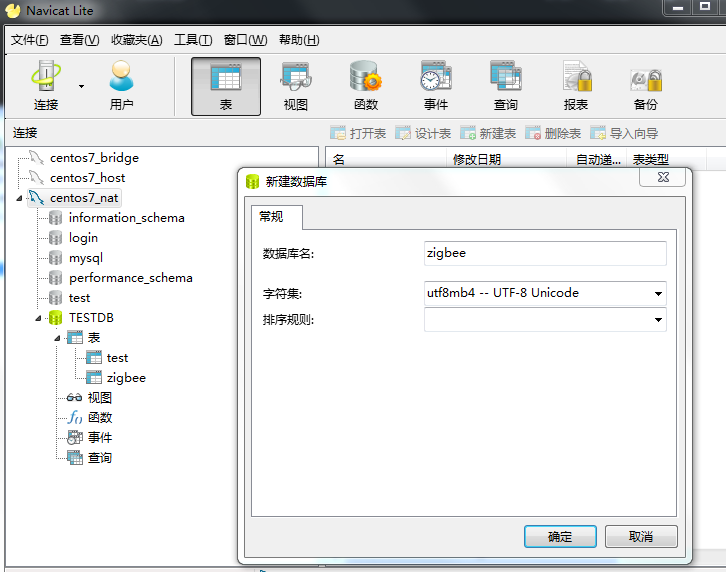 Navicat Lite
文件(F) 查看(V) 收藏夹(A) 工具(T) 窗口(W) 帮助(H)
连接 用户 表 视图 函数 事件 查询 报表 备份
连接
打开表 设计表 新建表 删除表 导入向导
名 修改日期 自动递... 表类型
centos7_bridge
centos7_host
centos7_nat
information_schema
login
mysql
performance_schema
test
TESTDB
表
test
zigbee
视图
函数
事件
查询
新建数据库
常规
数据库名: zigbee
字符集: utf8mb4 -- UTF-8 Unicode
排序规则:
确定 取消